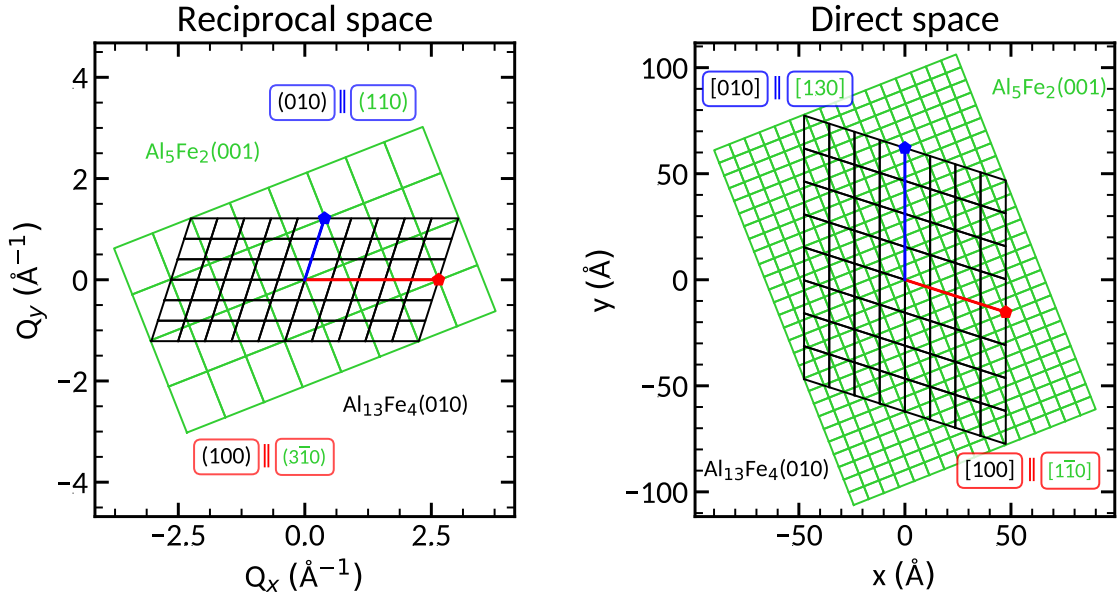 Reciprocal space
4
2
0
−2
−4
−2.5
0.0
2.5
Q_y (Å⁻¹)
Q_x (Å⁻¹)
(010) ∥ (110)
Al₅Fe₂(001)
Al₁₃Fe₄(010)
(100) ∥ (31̅0)
Direct space
100
50
0
−50
−100
−50
0
50
y (Å)
x (Å)
[010] ∥ [130]
Al₅Fe₂(001)
Al₁₃Fe₄(010)
[100] ∥ [11̅0]